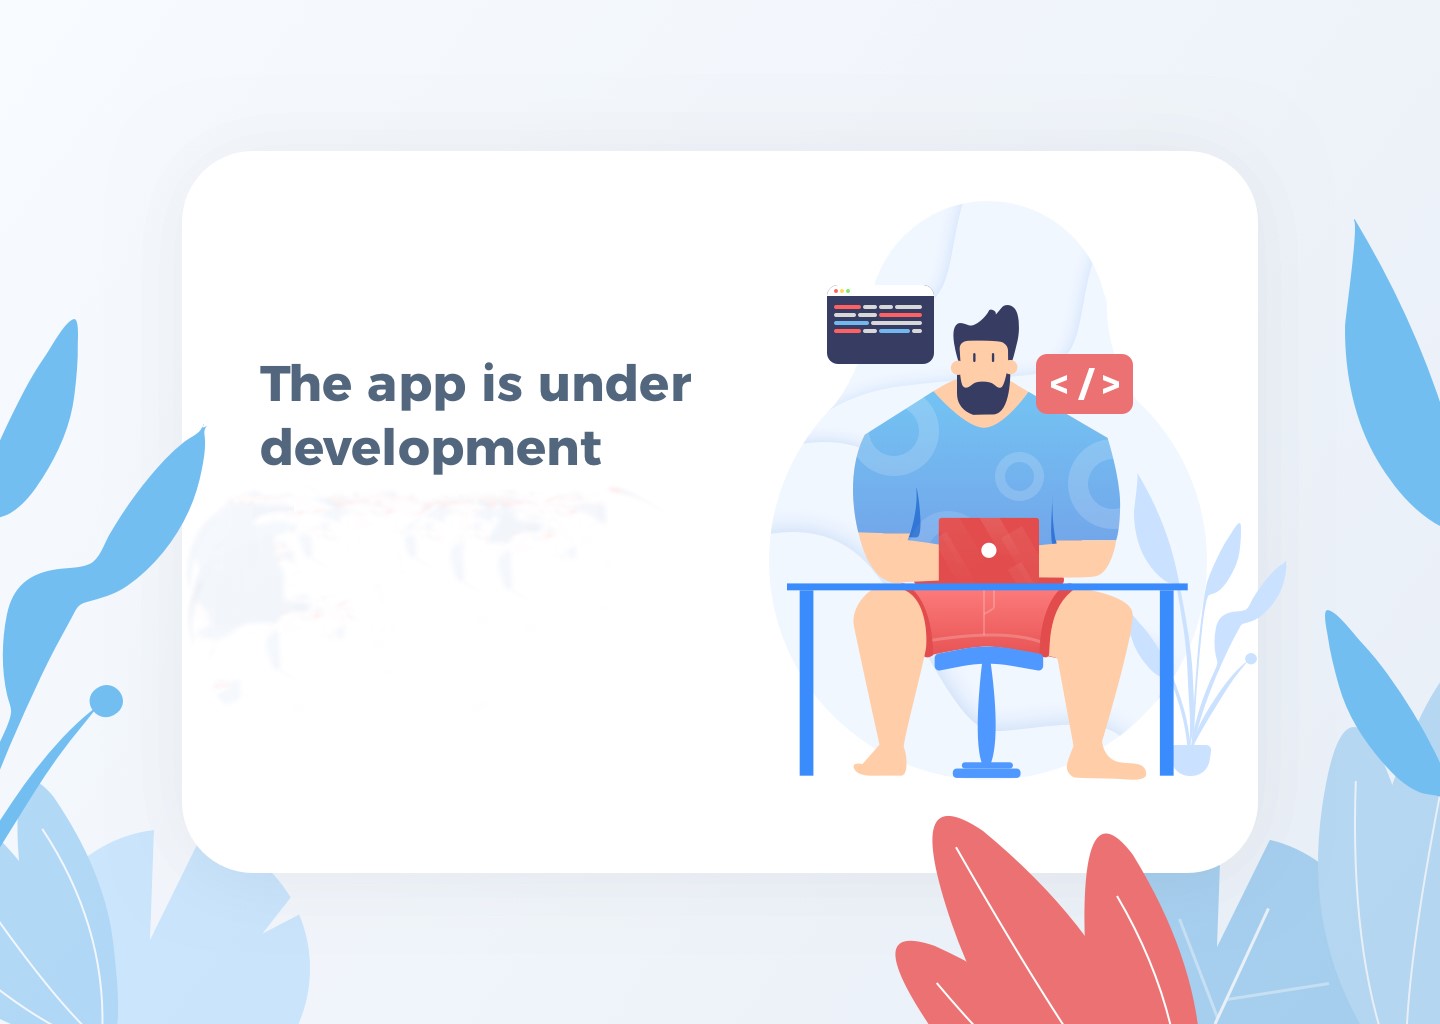 The app is under
development
</>